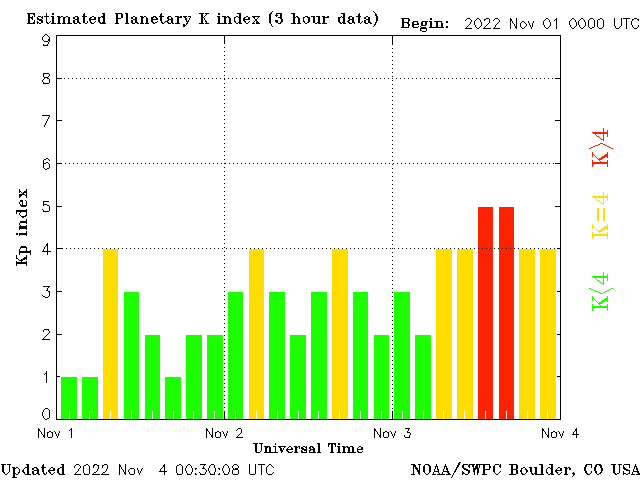 Estimated Planetary K index (3 hour data) Begin: 2022 Nov 01 0000 UTC
9
8
7
6
5
4
3
2
1
0
Kp index
K>4
K=4
K<4
Nov 1 Nov 2 Nov 3 Nov 4
Universal Time
Updated 2022 Nov 4 00:30:08 UTC NOAA/SWPC Boulder, CO USA